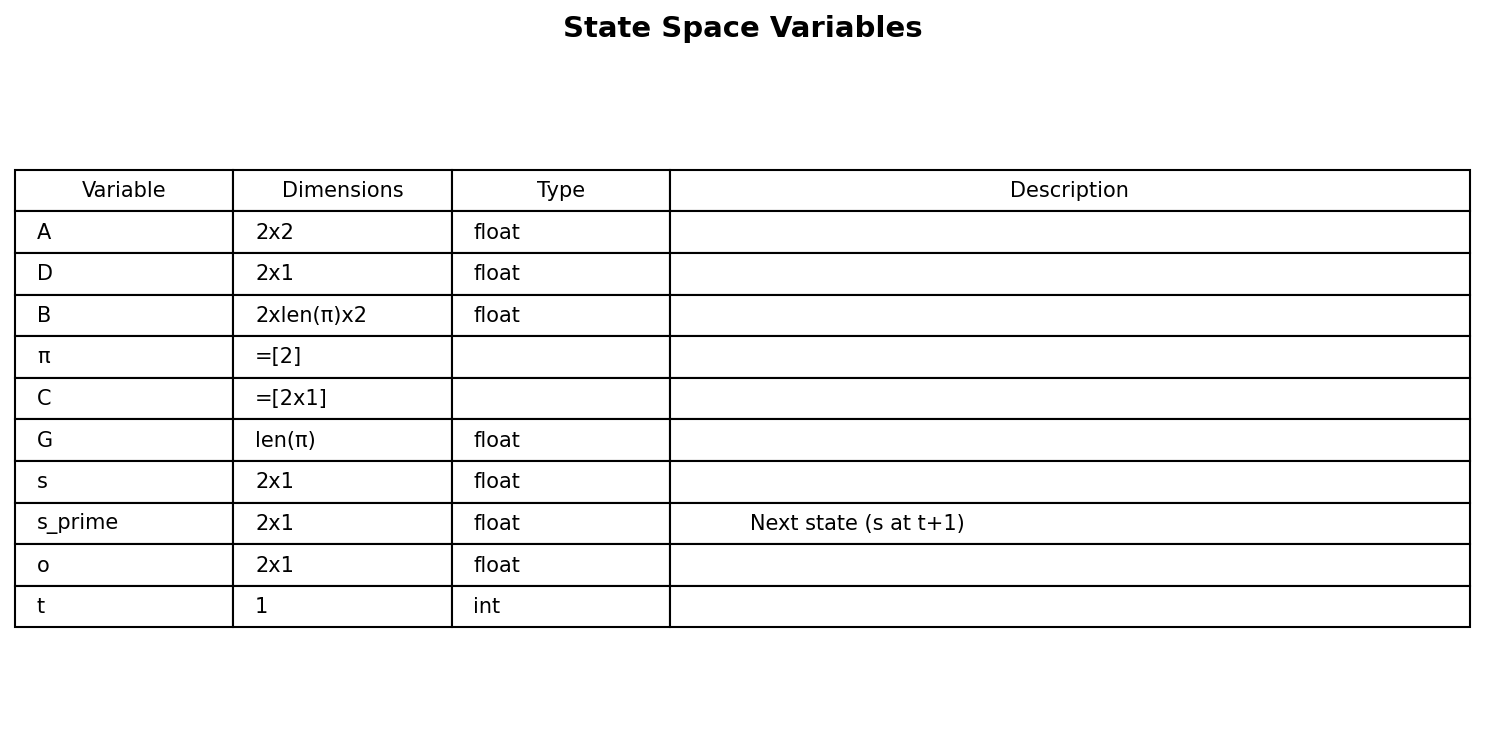 State Space Variables
Variable Dimensions Type Description
A 2x2 float
D 2x1 float
B 2xlen(π)x2 float
π =[2]
C =[2x1]
G len(π) float
s 2x1 float
s_prime 2x1 float Next state (s at t+1)
o 2x1 float
t 1 int